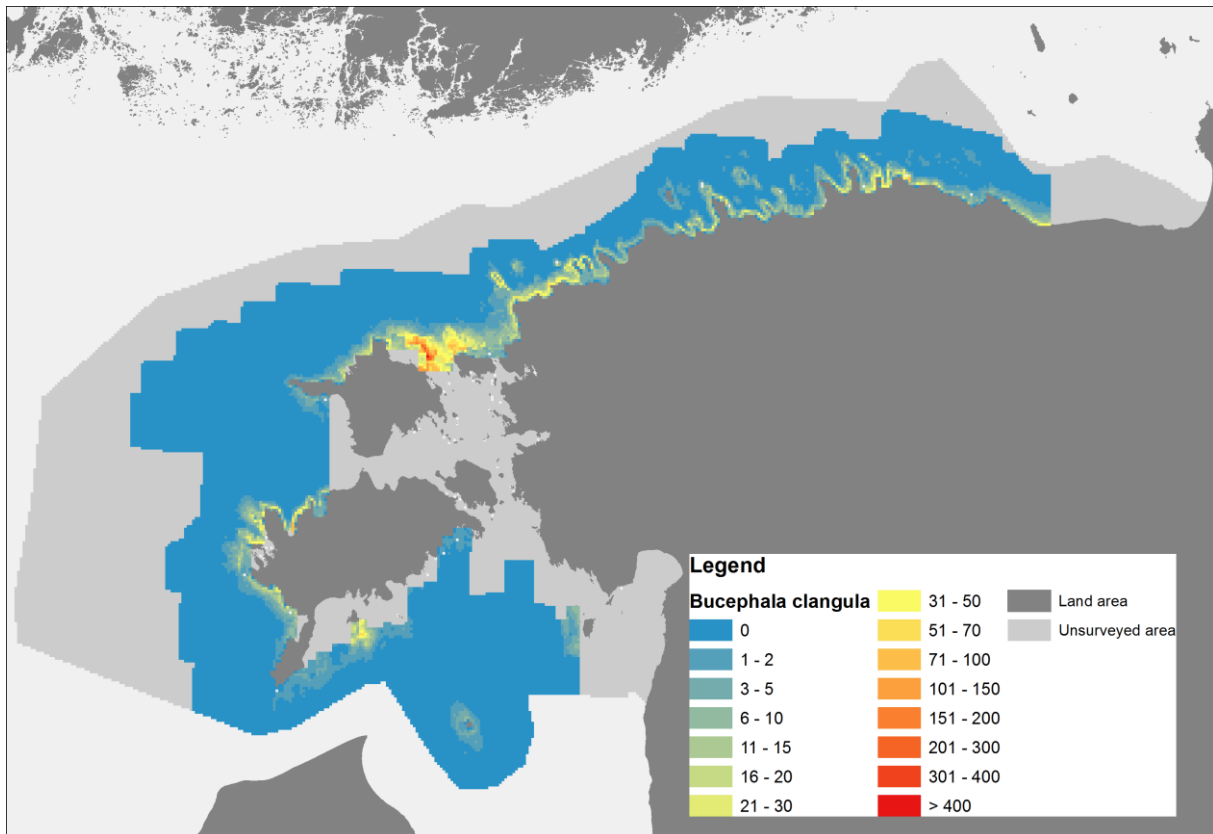 Legend
Bucephala clangula
0
1 - 2
3 - 5
6 - 10
11 - 15
16 - 20
21 - 30
31 - 50
51 - 70
71 - 100
101 - 150
151 - 200
201 - 300
301 - 400
> 400
Land area
Unsurveyed area